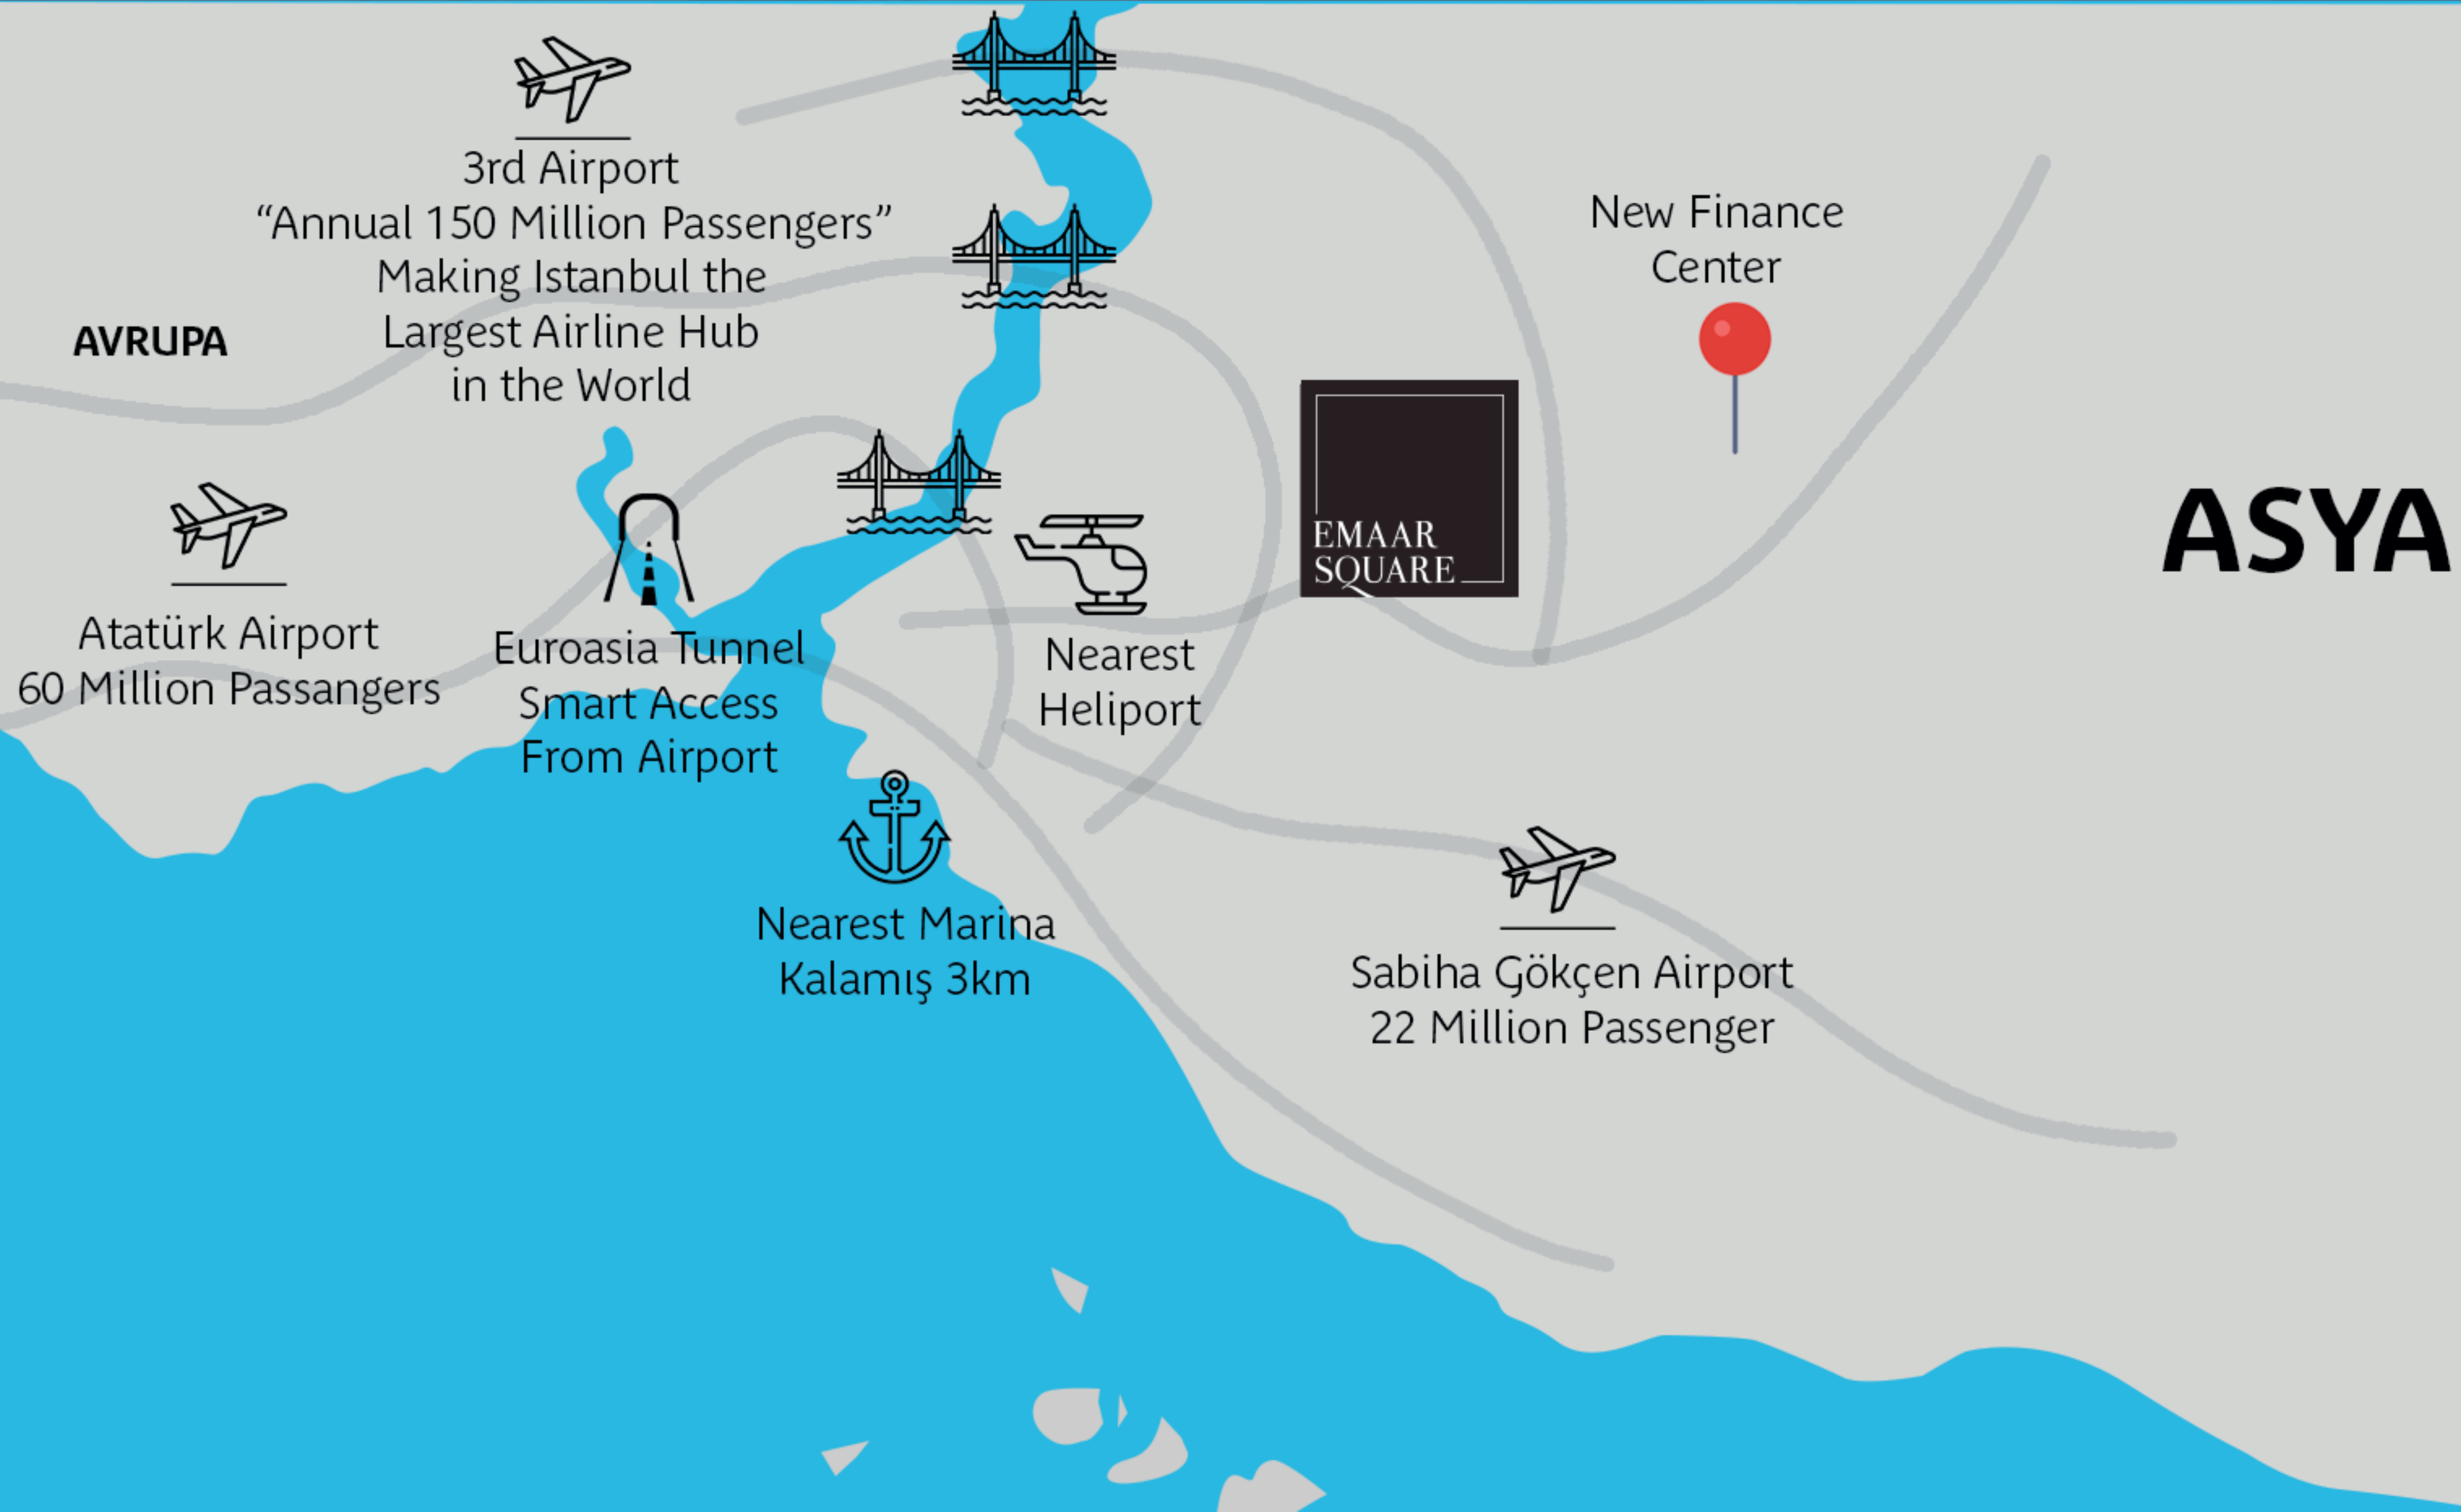 3rd Airport
“Annual 150 Million Passengers”
Making Istanbul the
Largest Airline Hub
in the World
AVRUPA
New Finance
Center
EMAAR
SQUARE
ASYA
Atatürk Airport
60 Million Passangers
Euroasia Tunnel
Smart Access
From Airport
Nearest
Heliport
Nearest Marina
Kalamış 3km
Sabiha Gökçen Airport
22 Million Passenger